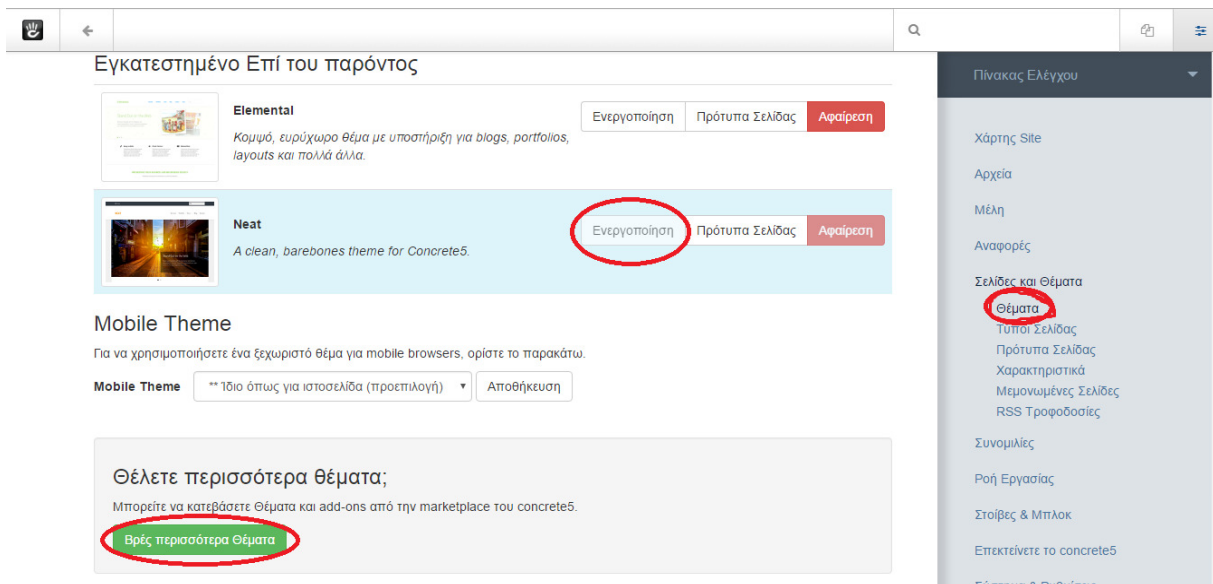 Εγκατεστημένο Επί του παρόντος
Elemental
Κομψό, ευρύχωρο θέμα με υποστήριξη για blogs, portfolios,
layouts και πολλά άλλα.
Ενεργοποίηση Πρότυπα Σελίδας Αφαίρεση
Neat
A clean, barebones theme for Concrete5.
Ενεργοποίηση Πρότυπα Σελίδας Αφαίρεση
Mobile Theme
Για να χρησιμοποιήσετε ένα ξεχωριστό θέμα για mobile browsers, ορίστε το παρακάτω.
Mobile Theme ** Ίδιο όπως για ιστοσελίδα (προεπιλογή) Αποθήκευση
Θέλετε περισσότερα θέματα;
Μπορείτε να κατεβάσετε Θέματα και add-ons από την marketplace του concrete5.
Βρές περισσότερα Θέματα
Πίνακας Ελέγχου
Χάρτης Site
Αρχεία
Μέλη
Αναφορές
Σελίδες και Θέματα
Θέματα
Τύποι Σελίδας
Πρότυπα Σελίδας
Χαρακτηριστικά
Μεμονωμένες Σελίδες
RSS Τροφοδοσίες
Συνομιλίες
Ροή Εργασίας
Στοίβες & Μπλοκ
Επεκτείνετε το concrete5